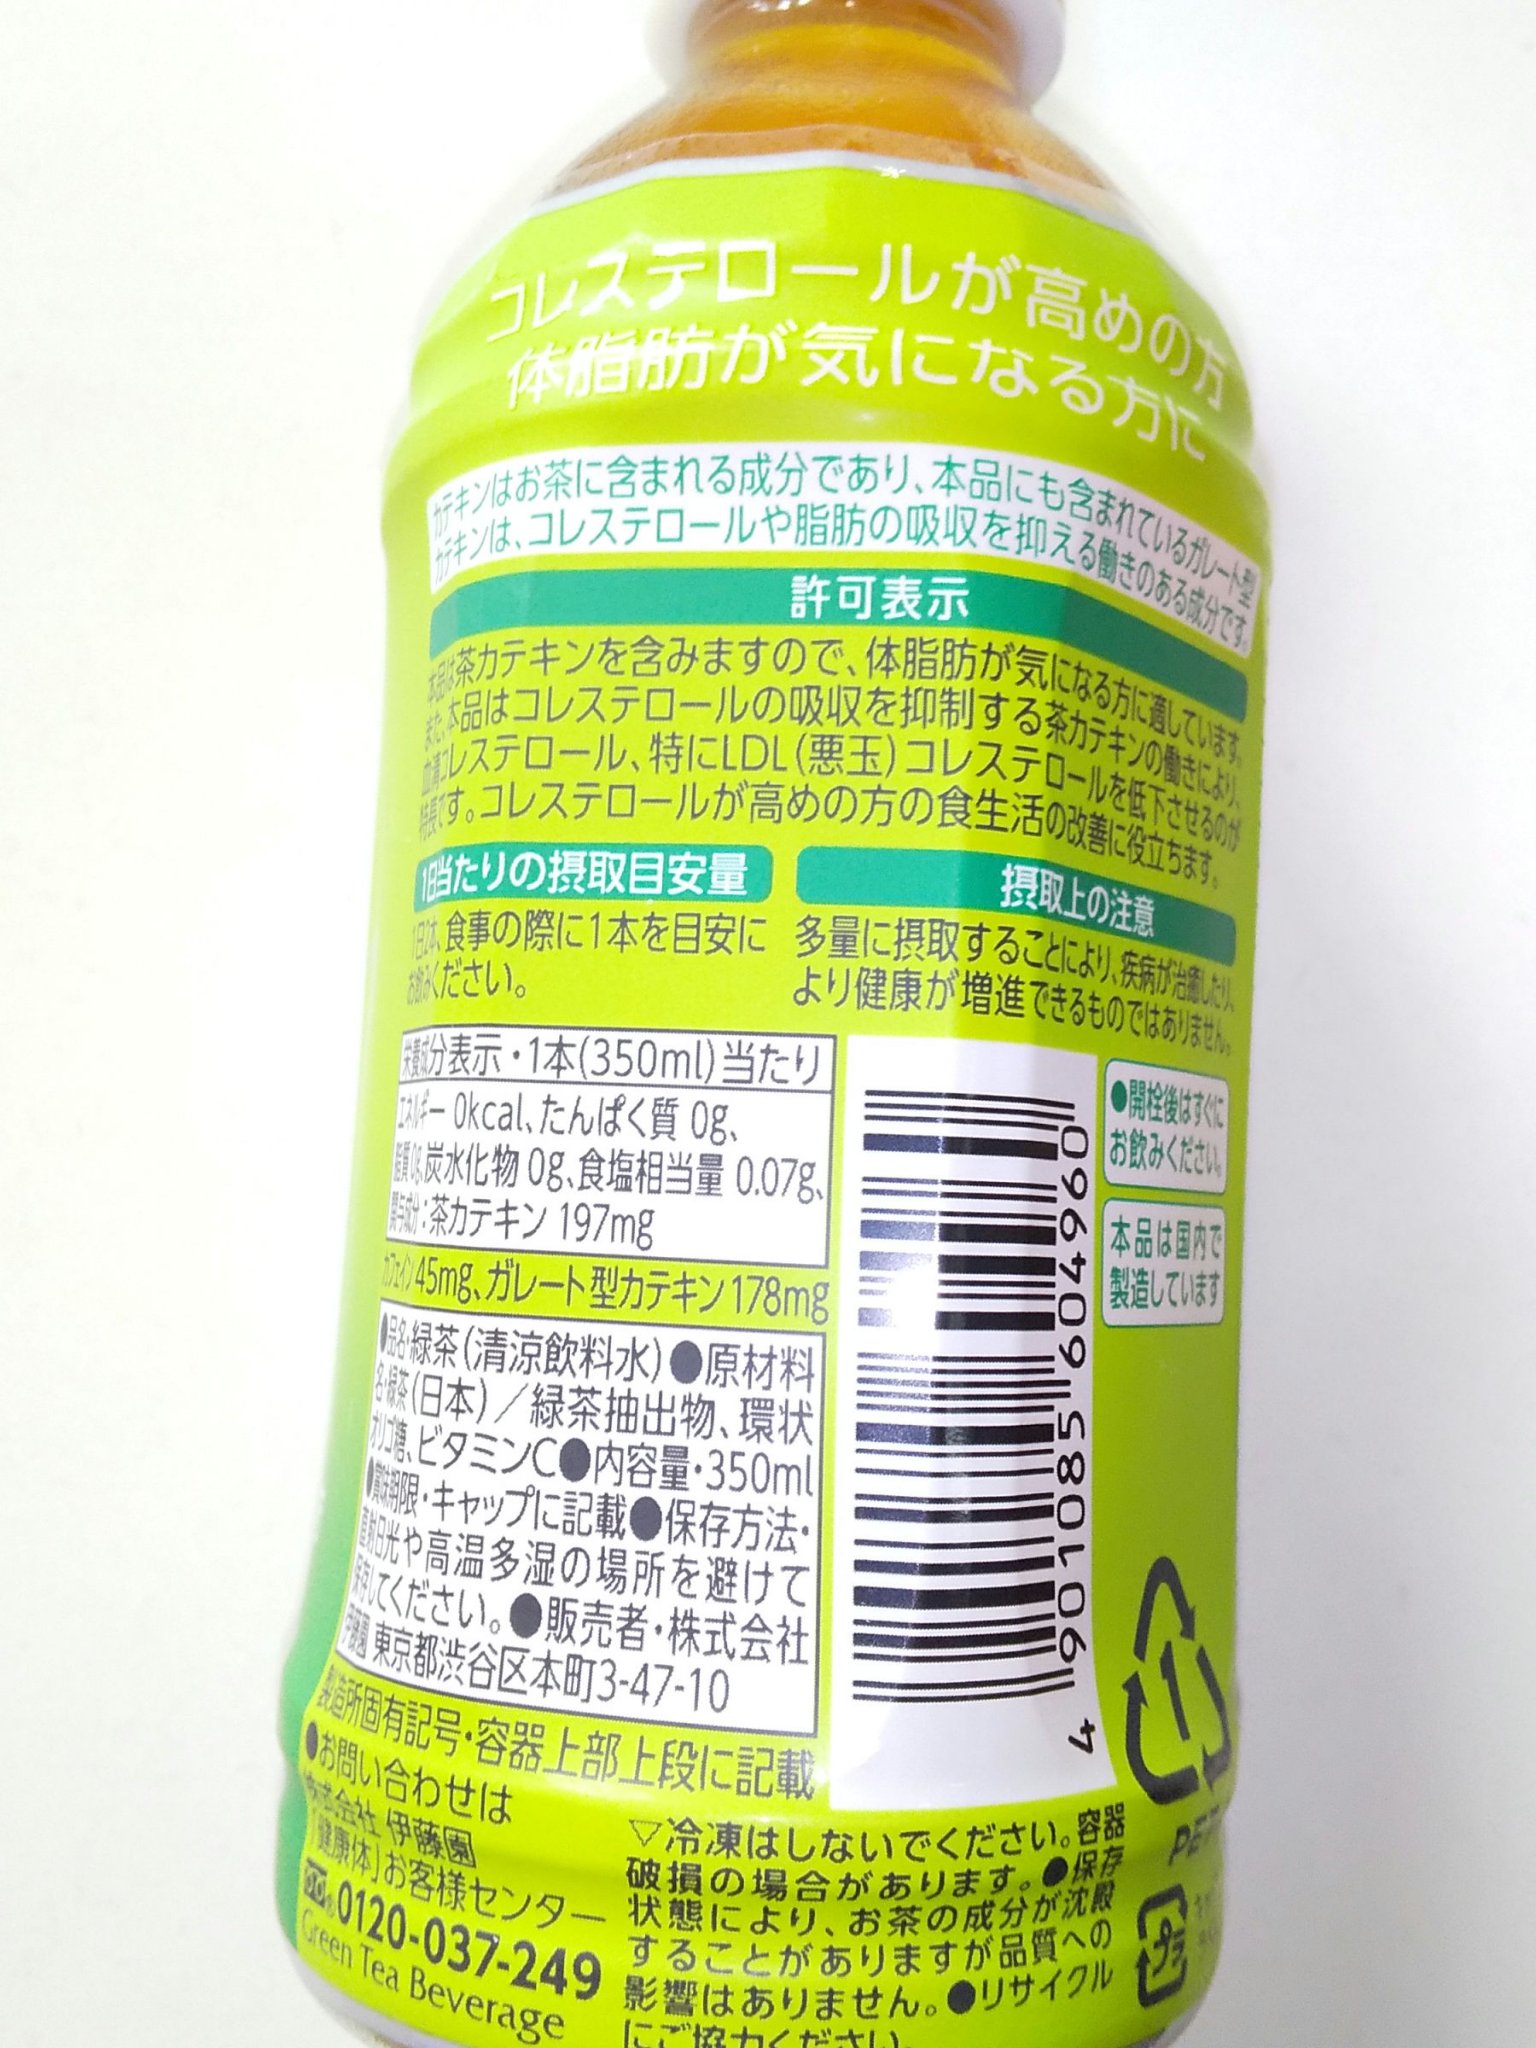 コレステロールが高めの方
体脂肪が気になる方に
カテキンはお茶に含まれる成分であり、本品にも含まれているガレート型
カテキンは、コレステロールや脂肪の吸収を抑える働きのある成分です。
許可表示
本品は茶カテキンを含みますので、体脂肪が気になる方に適しています。
また、本品はコレステロールの吸収を抑制する茶カテキンの働きにより、
血清コレステロール、特にLDL(悪玉)コレステロールを低下させるのが
特長です。コレステロールが高めの方の食生活の改善に役立ちます。
1日当たりの摂取目安量
1日2本、食事の際に1本を目安に
お飲みください。
摂取上の注意
多量に摂取することにより、疾病が治癒したり、
より健康が増進できるものではありません。
栄養成分表示・1本(350ml)当たり
エネルギー 0kcal、たんぱく質 0g、
脂質 0g、炭水化物 0g、食塩相当量 0.07g、
関与成分:茶カテキン 197mg
カフェイン 45mg、ガレート型カテキン 178mg
●品名・緑茶(清涼飲料水)●原材料
名・緑茶(日本)/緑茶抽出物、環状
オリゴ糖、ビタミンC●内容量・350ml
●賞味期限・キャップに記載●保存方法・
直射日光や高温多湿の場所を避けて
保存してください。●販売者・株式会社
伊藤園 東京都渋谷区本町3-47-10
製造所固有記号・容器上部上段に記載
●お問い合わせは
株式会社 伊藤園
「健康体」お客様センター
0120-037-249
Green Tea Beverage
●開栓後はすぐに
お飲みください。
本品は国内で
製造しています
4 901085 604960
1
PET
プラ
▽冷凍はしないでください。容器
破損の場合があります。●保存
状態により、お茶の成分が沈殿
することがありますが品質への
影響はありません。●リサイクル
にご協力ください。